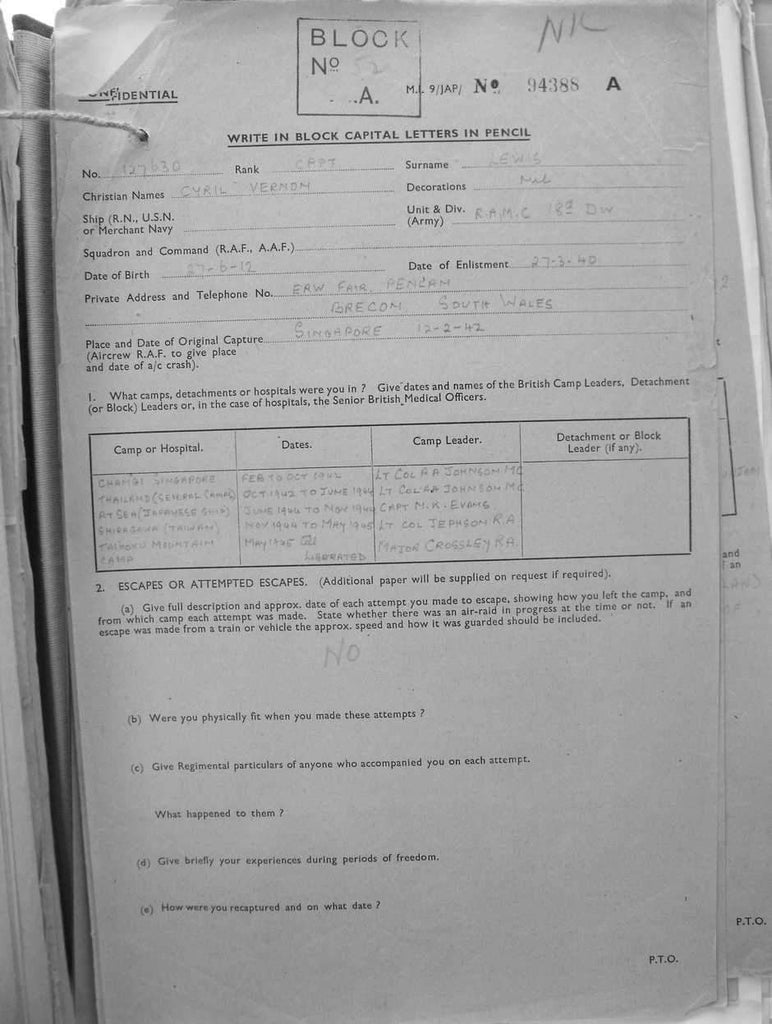 NIL
BLOCK
Nº 52
A.
CONFIDENTIAL
M.I. 9/JAP/ Nº 94388 A
WRITE IN BLOCK CAPITAL LETTERS IN PENCIL
No. 127630 Rank CAPT Surname LEWIS
Christian Names CYRIL VERNON Decorations Nil
Ship (R.N., U.S.N. or Merchant Navy
Unit & Div. (Army) R.A.M.C 18º DIV
Squadron and Command (R.A.F., A.A.F.)
Date of Birth 27-6-12 Date of Enlistment 27-3-40
Private Address and Telephone No. ERW FAIR,
BRECON, SOUTH WALES
Place and Date of Original Capture SINGAPORE 12-2-42
(Aircrew R.A.F. to give place
and date of a/c crash).
1. What camps, detachments or hospitals were you in ? Give dates and names of the British Camp Leaders, Detachment
(or Block) Leaders or, in the case of hospitals, the Senior British Medical Officers.
Camp or Hospital. Dates. Camp Leader. Detachment or Block Leader (if any).
CHANGI SINGAPORE FEB TO OCT 1942 LT COL A A JOHNSON MC
THAILAND (SEVERAL CAMPS) OCT 1942 TO JUNE 1944 LT COL A A JOHNSON MC
AT SEA (JAPANESE SHIP) JUNE 1944 TO NOV 1944 CAPT M.K. EVANS
SHIRAKAWA (TAIWAN) NOV 1944 TO MAY 1945 LT COL JEPHSON RA
TAIHOKU MOUNTAIN MAY 1945 till MAJOR CROSSLEY RA.
CAMP LIBERATED
2. ESCAPES OR ATTEMPTED ESCAPES. (Additional paper will be supplied on request if required).
(a) Give full description and approx. date of each attempt you made to escape, showing how you left the camp, and
from which camp each attempt was made. State whether there was an air-raid in progress at the time or not. If an
escape was made from a train or vehicle the approx. speed and how it was guarded should be included.
NO
(b) Were you physically fit when you made these attempts ?
(c) Give Regimental particulars of anyone who accompanied you on each attempt.
What happened to them ?
(d) Give briefly your experiences during periods of freedom.
(e) How were you recaptured and on what date ?
P.T.O.
and
an
P.T.O.